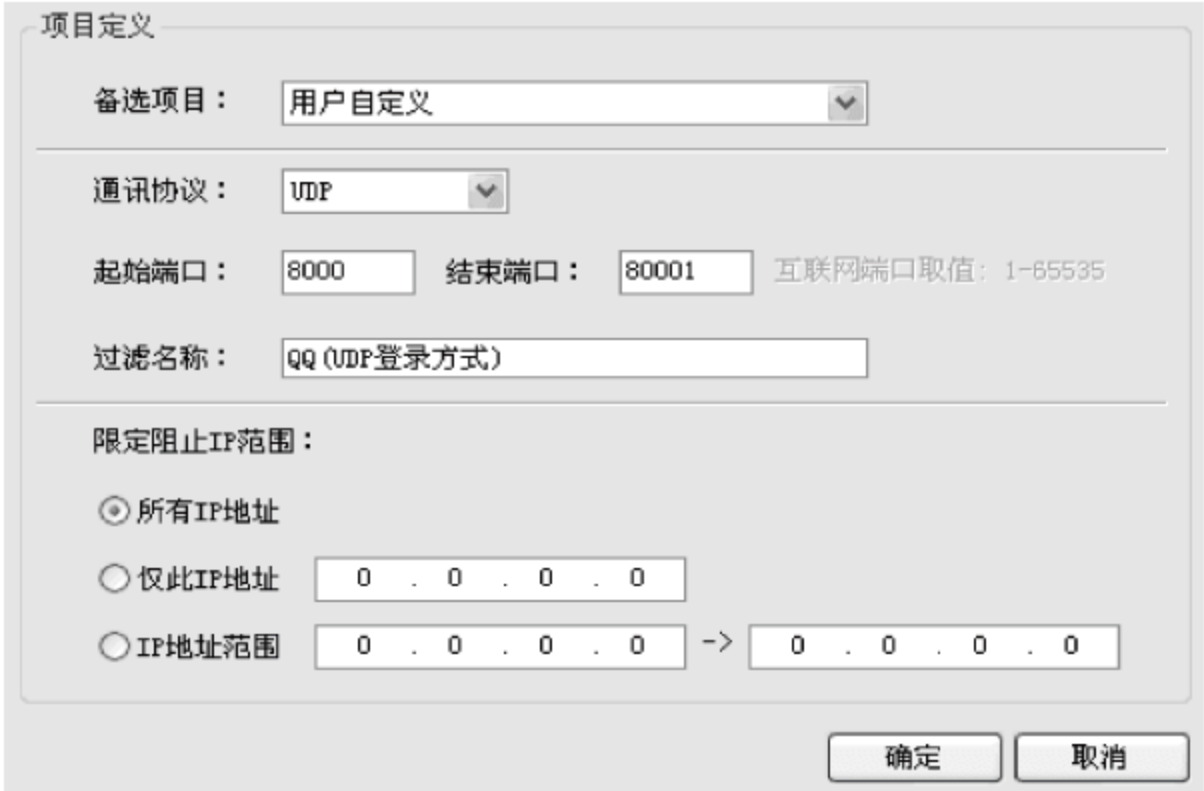 项目定义
备选项目： 用户自定义
通讯协议： UDP
起始端口： 8000 结束端口： 80001 互联网端口取值: 1-65535
过滤名称： QQ(UDP登录方式)
限定阻止IP范围：
所有IP地址
仅此IP地址 0 . 0 . 0 . 0
IP地址范围 0 . 0 . 0 . 0 -> 0 . 0 . 0 . 0
确定 取消